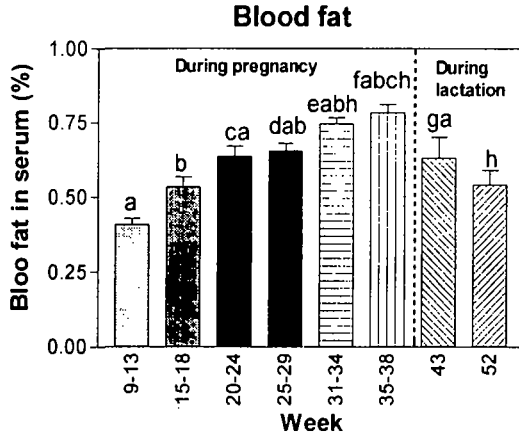 Blood fat
Bloo fat in serum (%)
1.00
0.75
0.50
0.25
0.00
During pregnancy
During
lactation
a
b
ca
dab
eabh
fabch
ga
h
9-13
15-18
20-24
25-29
31-34
35-38
43
52
Week